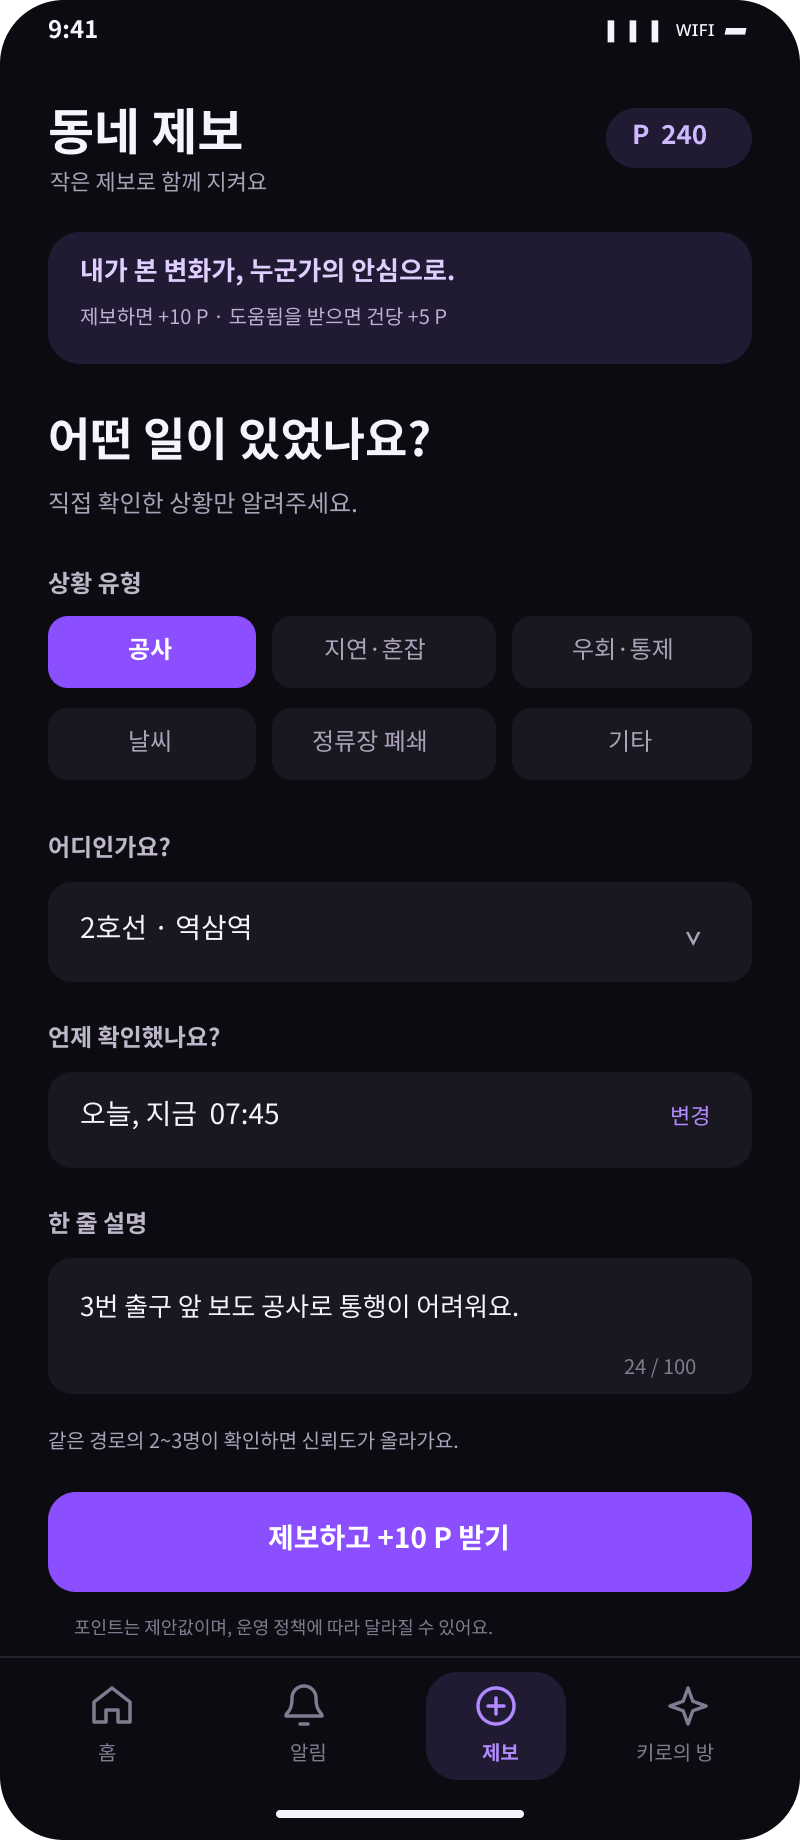 9:41 WIFI
동네 제보
P 240
작은 제보로 함께 지켜요
내가 본 변화가, 누군가의 안심으로.
제보하면 +10 P · 도움됨을 받으면 건당 +5 P
어떤 일이 있었나요?
직접 확인한 상황만 알려주세요.
상황 유형
공사 지연·혼잡 우회·통제
날씨 정류장 폐쇄 기타
어디인가요?
2호선 · 역삼역
언제 확인했나요?
오늘, 지금 07:45 변경
한 줄 설명
3번 출구 앞 보도 공사로 통행이 어려워요.
24 / 100
같은 경로의 2~3명이 확인하면 신뢰도가 올라가요.
제보하고 +10 P 받기
포인트는 제안값이며, 운영 정책에 따라 달라질 수 있어요.
홈 알림 제보 키로의 방